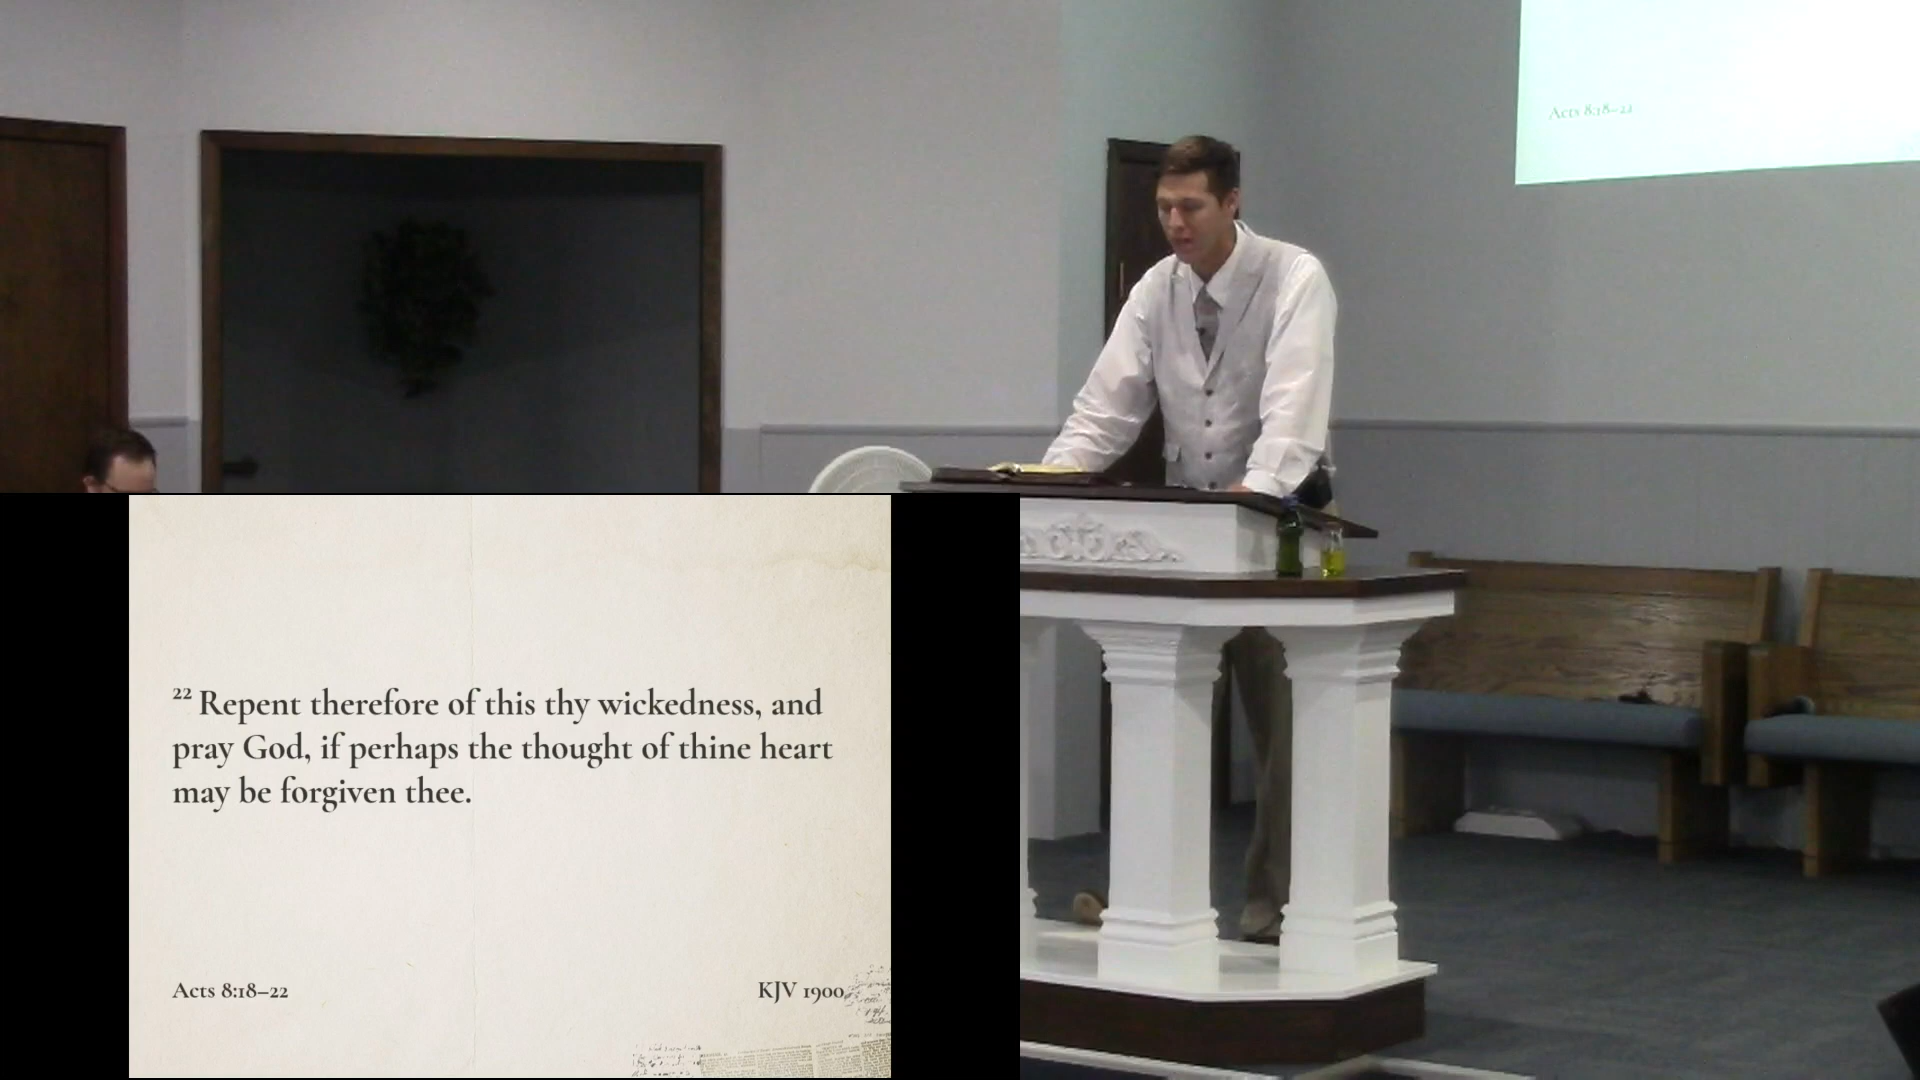 Acts 8:18–22
²² Repent therefore of this thy wickedness, and
pray God, if perhaps the thought of thine heart
may be forgiven thee.
Acts 8:18–22
KJV 1900